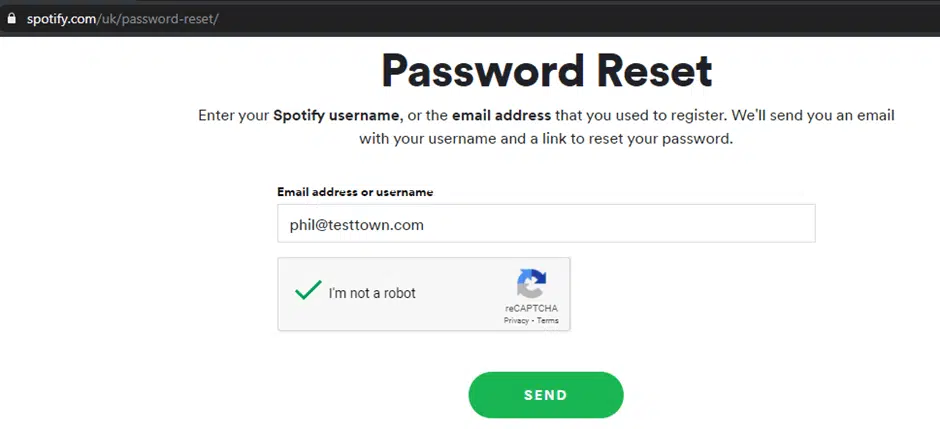 spotify.com/uk/password-reset/
Password Reset
Enter your Spotify username, or the email address that you used to register. We'll send you an email
with your username and a link to reset your password.
Email address or username
phil@testtown.com
I'm not a robot
reCAPTCHA
Privacy - Terms
SEND